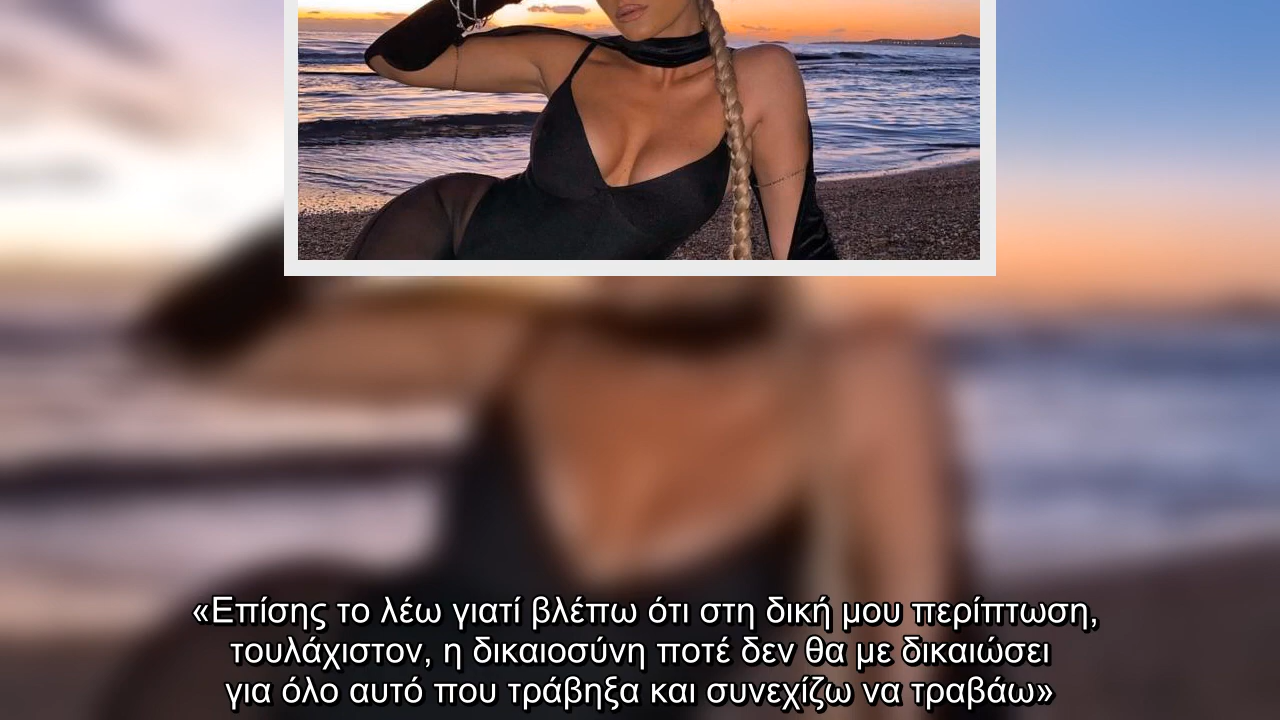 «Επίσης το λέω γιατί βλέπω ότι στη δική μου περίπτωση,
τουλάχιστον, η δικαιοσύνη ποτέ δεν θα με δικαιώσει
για όλο αυτό που τράβηξα και συνεχίζω να τραβάω»